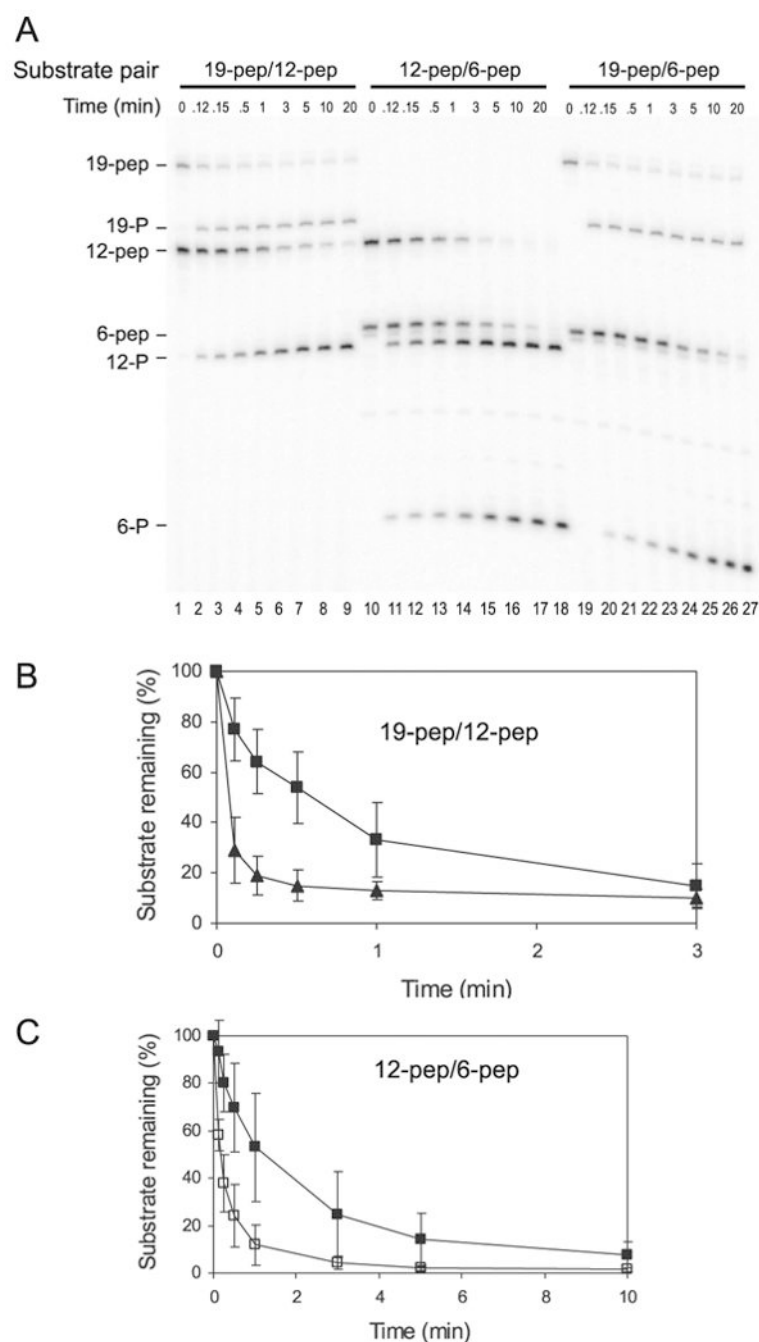 A
Substrate pair 19-pep/12-pep 12-pep/6-pep 19-pep/6-pep
Time (min) 0 .12 .15 .5 1 3 5 10 20 0 .12 .15 .5 1 3 5 10 20 0 .12 .15 .5 1 3 5 10 20
19-pep
19-P
12-pep
6-pep
12-P
6-P
1 2 3 4 5 6 7 8 9 10 11 12 13 14 15 16 17 18 19 20 21 22 23 24 25 26 27
B
Substrate remaining (%)
100
80
60
40
20
0
19-pep/12-pep
0 1 2 3
Time (min)
C
Substrate remaining (%)
100
80
60
40
20
0
12-pep/6-pep
0 2 4 6 8 10
Time (min)